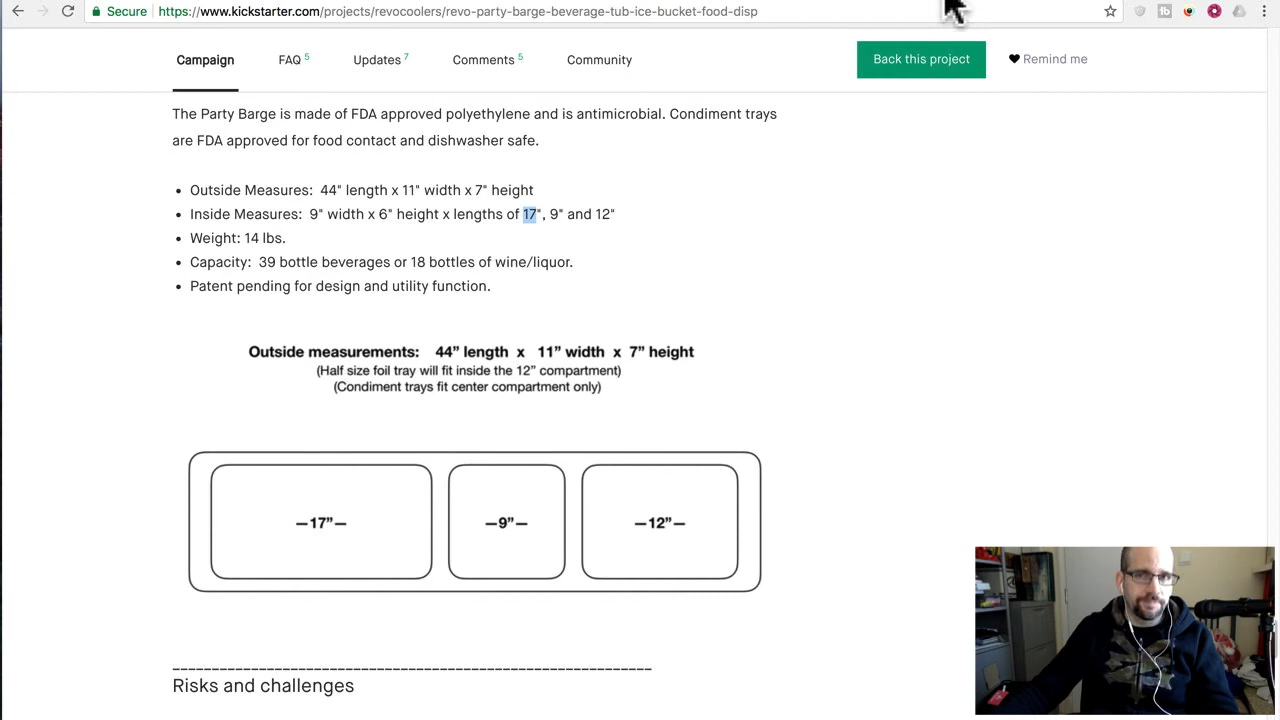 Secure https://www.kickstarter.com/projects/revocoolers/revo-party-barge-beverage-tub-ice-bucket-food-disp
Campaign FAQ 5 Updates 7 Comments 5 Community Back this project Remind me
The Party Barge is made of FDA approved polyethylene and is antimicrobial. Condiment trays
are FDA approved for food contact and dishwasher safe.
• Outside Measures: 44" length x 11" width x 7" height
• Inside Measures: 9" width x 6" height x lengths of 17", 9" and 12"
• Weight: 14 lbs.
• Capacity: 39 bottle beverages or 18 bottles of wine/liquor.
• Patent pending for design and utility function.
Outside measurements: 44” length x 11” width x 7” height
(Half size foil tray will fit inside the 12” compartment)
(Condiment trays fit center compartment only)
—17”— —9”— —12”—
Risks and challenges